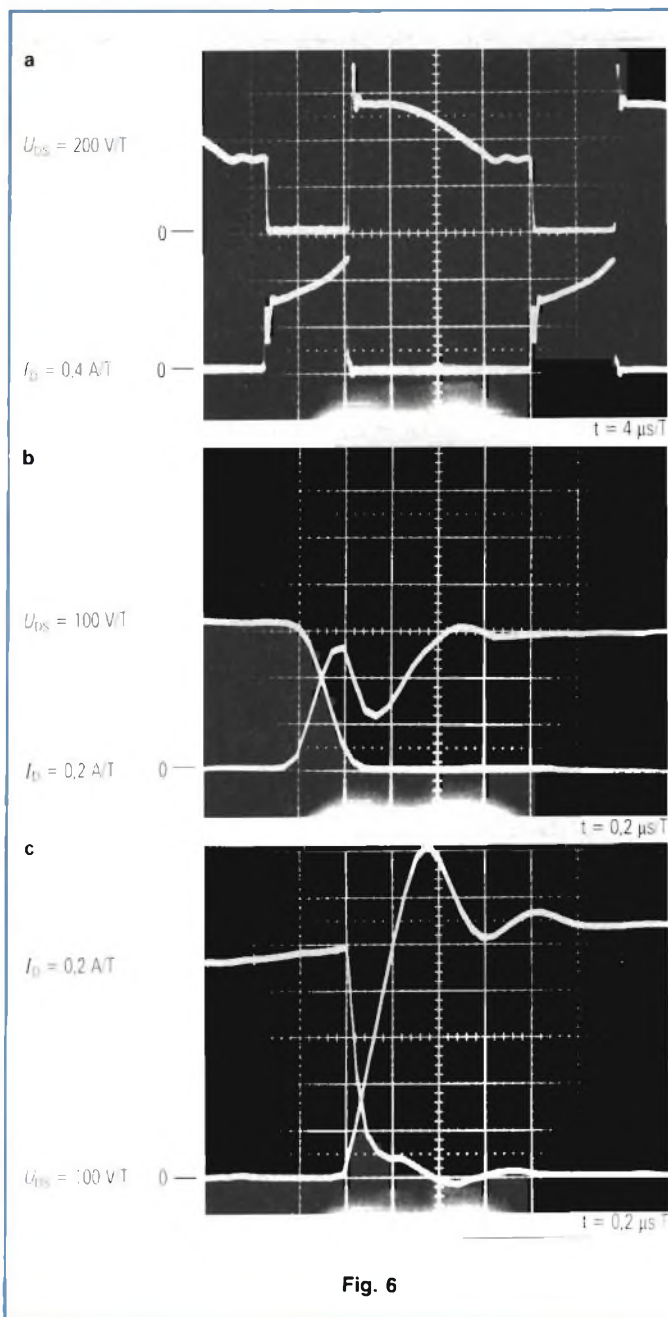 a
U_DS = 200 V/T
0
I_D = 0,4 A/T
0
t = 4 µs/T
b
U_DS = 100 V/T
I_D = 0,2 A/T
0
t = 0,2 µs/T
c
I_D = 0,2 A/T
U_DS = 100 V/T
0
t = 0,2 µs/T
Fig. 6